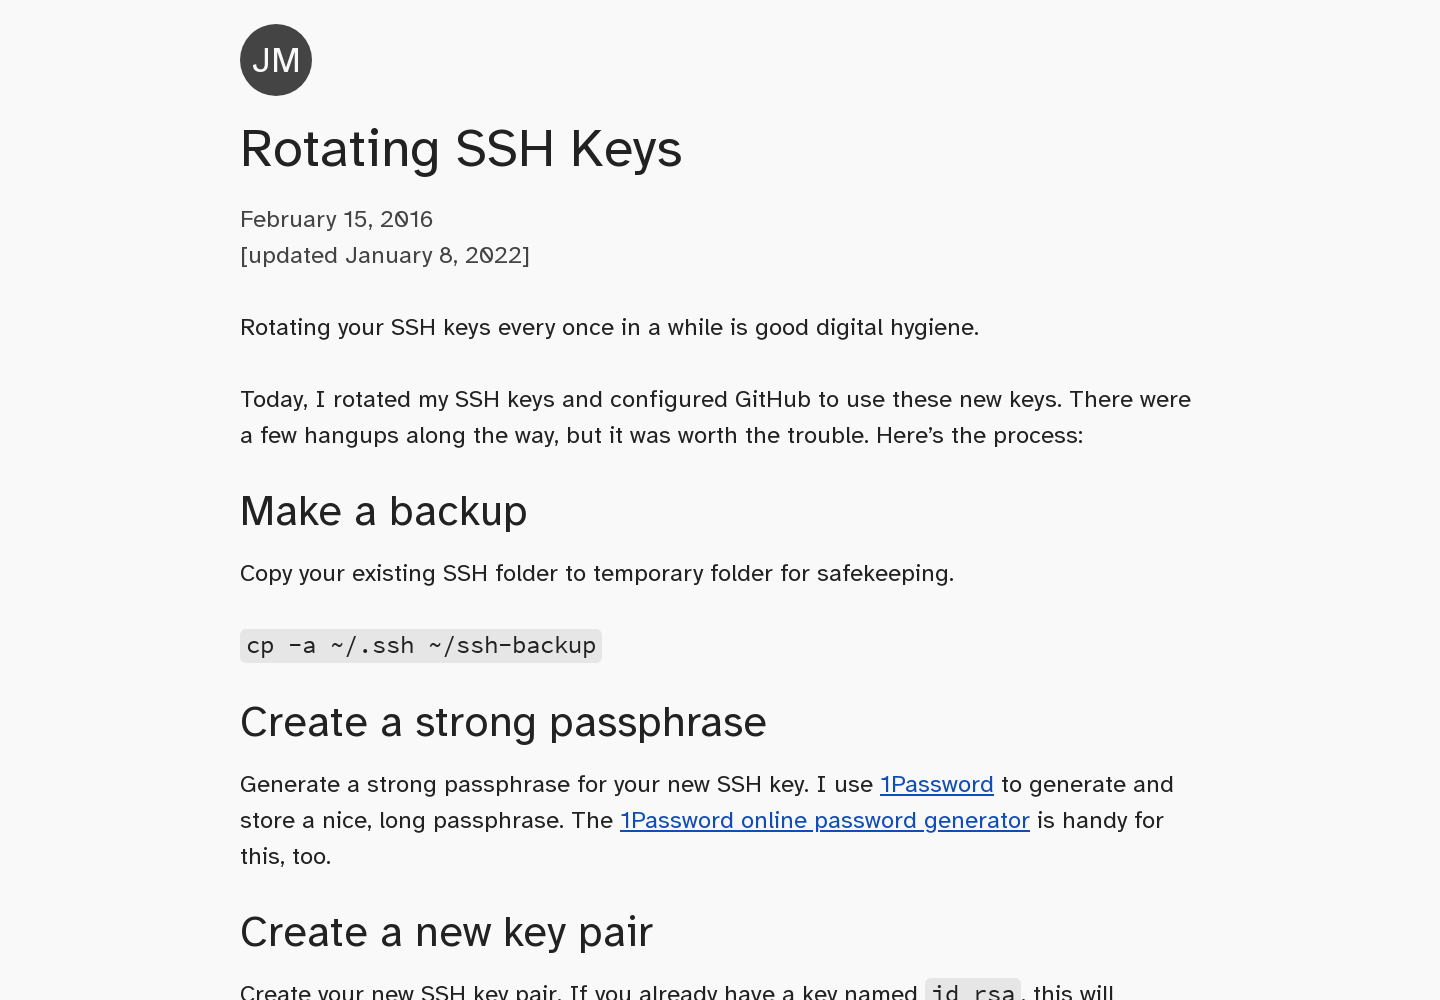 JM
Rotating SSH Keys
February 15, 2016
[updated January 8, 2022]
Rotating your SSH keys every once in a while is good digital hygiene.
Today, I rotated my SSH keys and configured GitHub to use these new keys. There were
a few hangups along the way, but it was worth the trouble. Here’s the process:
Make a backup
Copy your existing SSH folder to temporary folder for safekeeping.
cp -a ~/.ssh ~/ssh-backup
Create a strong passphrase
Generate a strong passphrase for your new SSH key. I use 1Password to generate and
store a nice, long passphrase. The 1Password online password generator is handy for
this, too.
Create a new key pair
Create your new SSH key pair. If you already have a key named id_rsa, this will